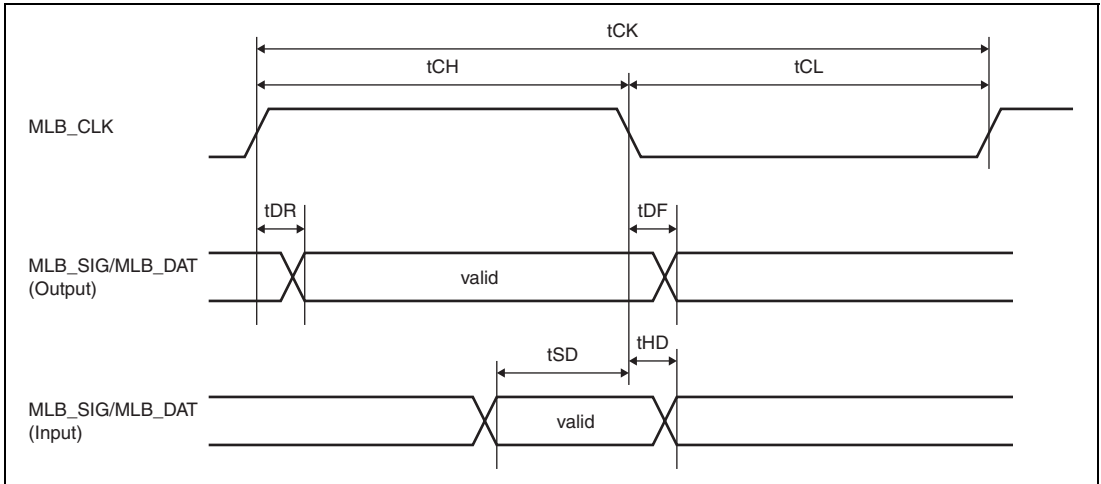 tCK
tCH
tCL
MLB_CLK
tDR
tDF
MLB_SIG/MLB_DAT
(Output)
valid
tSD
tHD
MLB_SIG/MLB_DAT
(Input)
valid